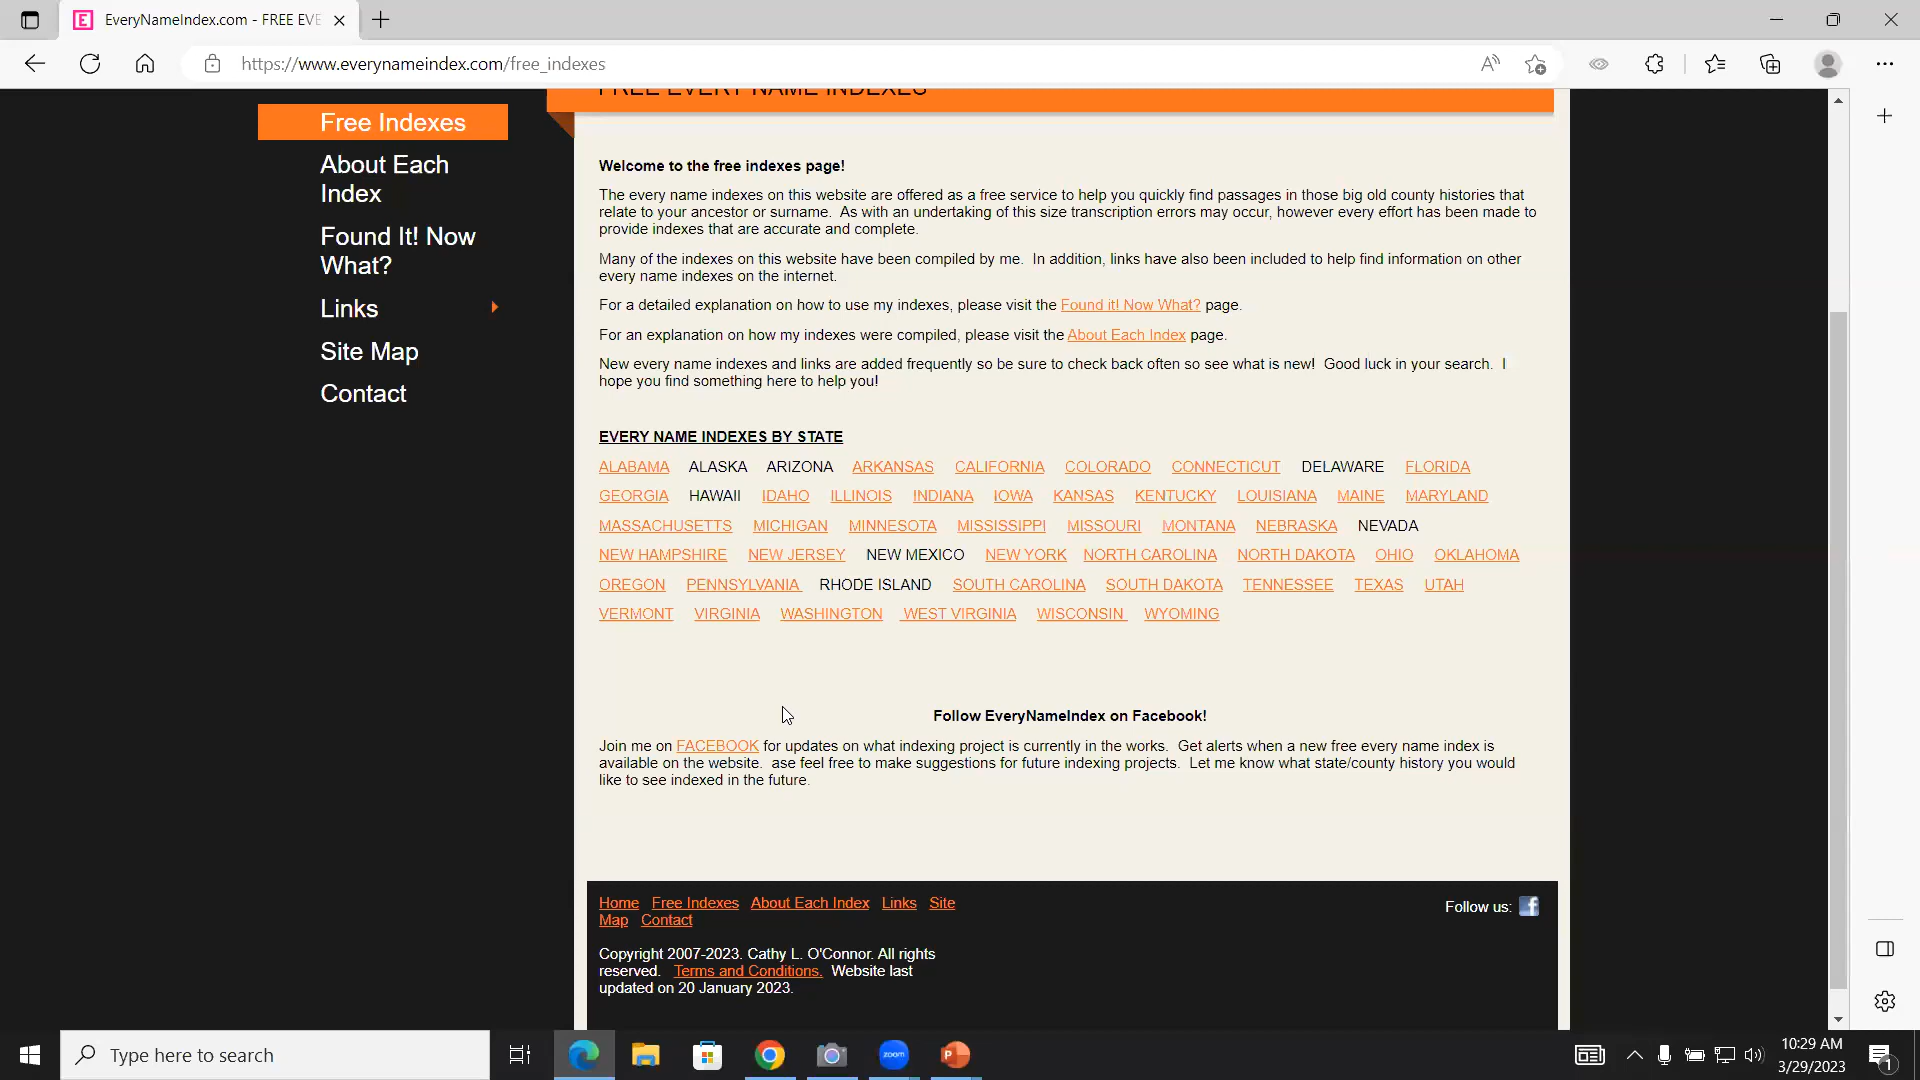 EveryNameIndex.com - FREE EVE
https://www.everynameindex.com/free_indexes
FREE EVERY NAME INDEXES
Free Indexes
About Each
Index
Found It! Now
What?
Links
Site Map
Contact
Welcome to the free indexes page!
The every name indexes on this website are offered as a free service to help you quickly find passages in those big old county histories that
relate to your ancestor or surname.  As with an undertaking of this size transcription errors may occur, however every effort has been made to
provide indexes that are accurate and complete.
Many of the indexes on this website have been compiled by me.  In addition, links have also been included to help find information on other
every name indexes on the internet.
For a detailed explanation on how to use my indexes, please visit the Found it! Now What? page.
For an explanation on how my indexes were compiled, please visit the About Each Index page.
New every name indexes and links are added frequently so be sure to check back often so see what is new!  Good luck in your search.  I
hope you find something here to help you!
EVERY NAME INDEXES BY STATE
ALABAMA ALASKA ARIZONA ARKANSAS CALIFORNIA COLORADO CONNECTICUT DELAWARE FLORIDA
GEORGIA HAWAII IDAHO ILLINOIS INDIANA IOWA KANSAS KENTUCKY LOUISIANA MAINE MARYLAND
MASSACHUSETTS MICHIGAN MINNESOTA MISSISSIPPI MISSOURI MONTANA NEBRASKA NEVADA
NEW HAMPSHIRE NEW JERSEY NEW MEXICO NEW YORK NORTH CAROLINA NORTH DAKOTA OHIO OKLAHOMA
OREGON PENNSYLVANIA RHODE ISLAND SOUTH CAROLINA SOUTH DAKOTA TENNESSEE TEXAS UTAH
VERMONT VIRGINIA WASHINGTON WEST VIRGINIA WISCONSIN WYOMING
Follow EveryNameIndex on Facebook!
Join me on FACEBOOK for updates on what indexing project is currently in the works.  Get alerts when a new free every name index is
available on the website.  ase feel free to make suggestions for future indexing projects.  Let me know what state/county history you would
like to see indexed in the future.
Home Free Indexes About Each Index Links Site
Map Contact
Follow us:
Copyright 2007-2023. Cathy L. O'Connor. All rights
reserved.  Terms and Conditions.  Website last
updated on 20 January 2023.
Type here to search
zoom
10:29 AM
3/29/2023
1